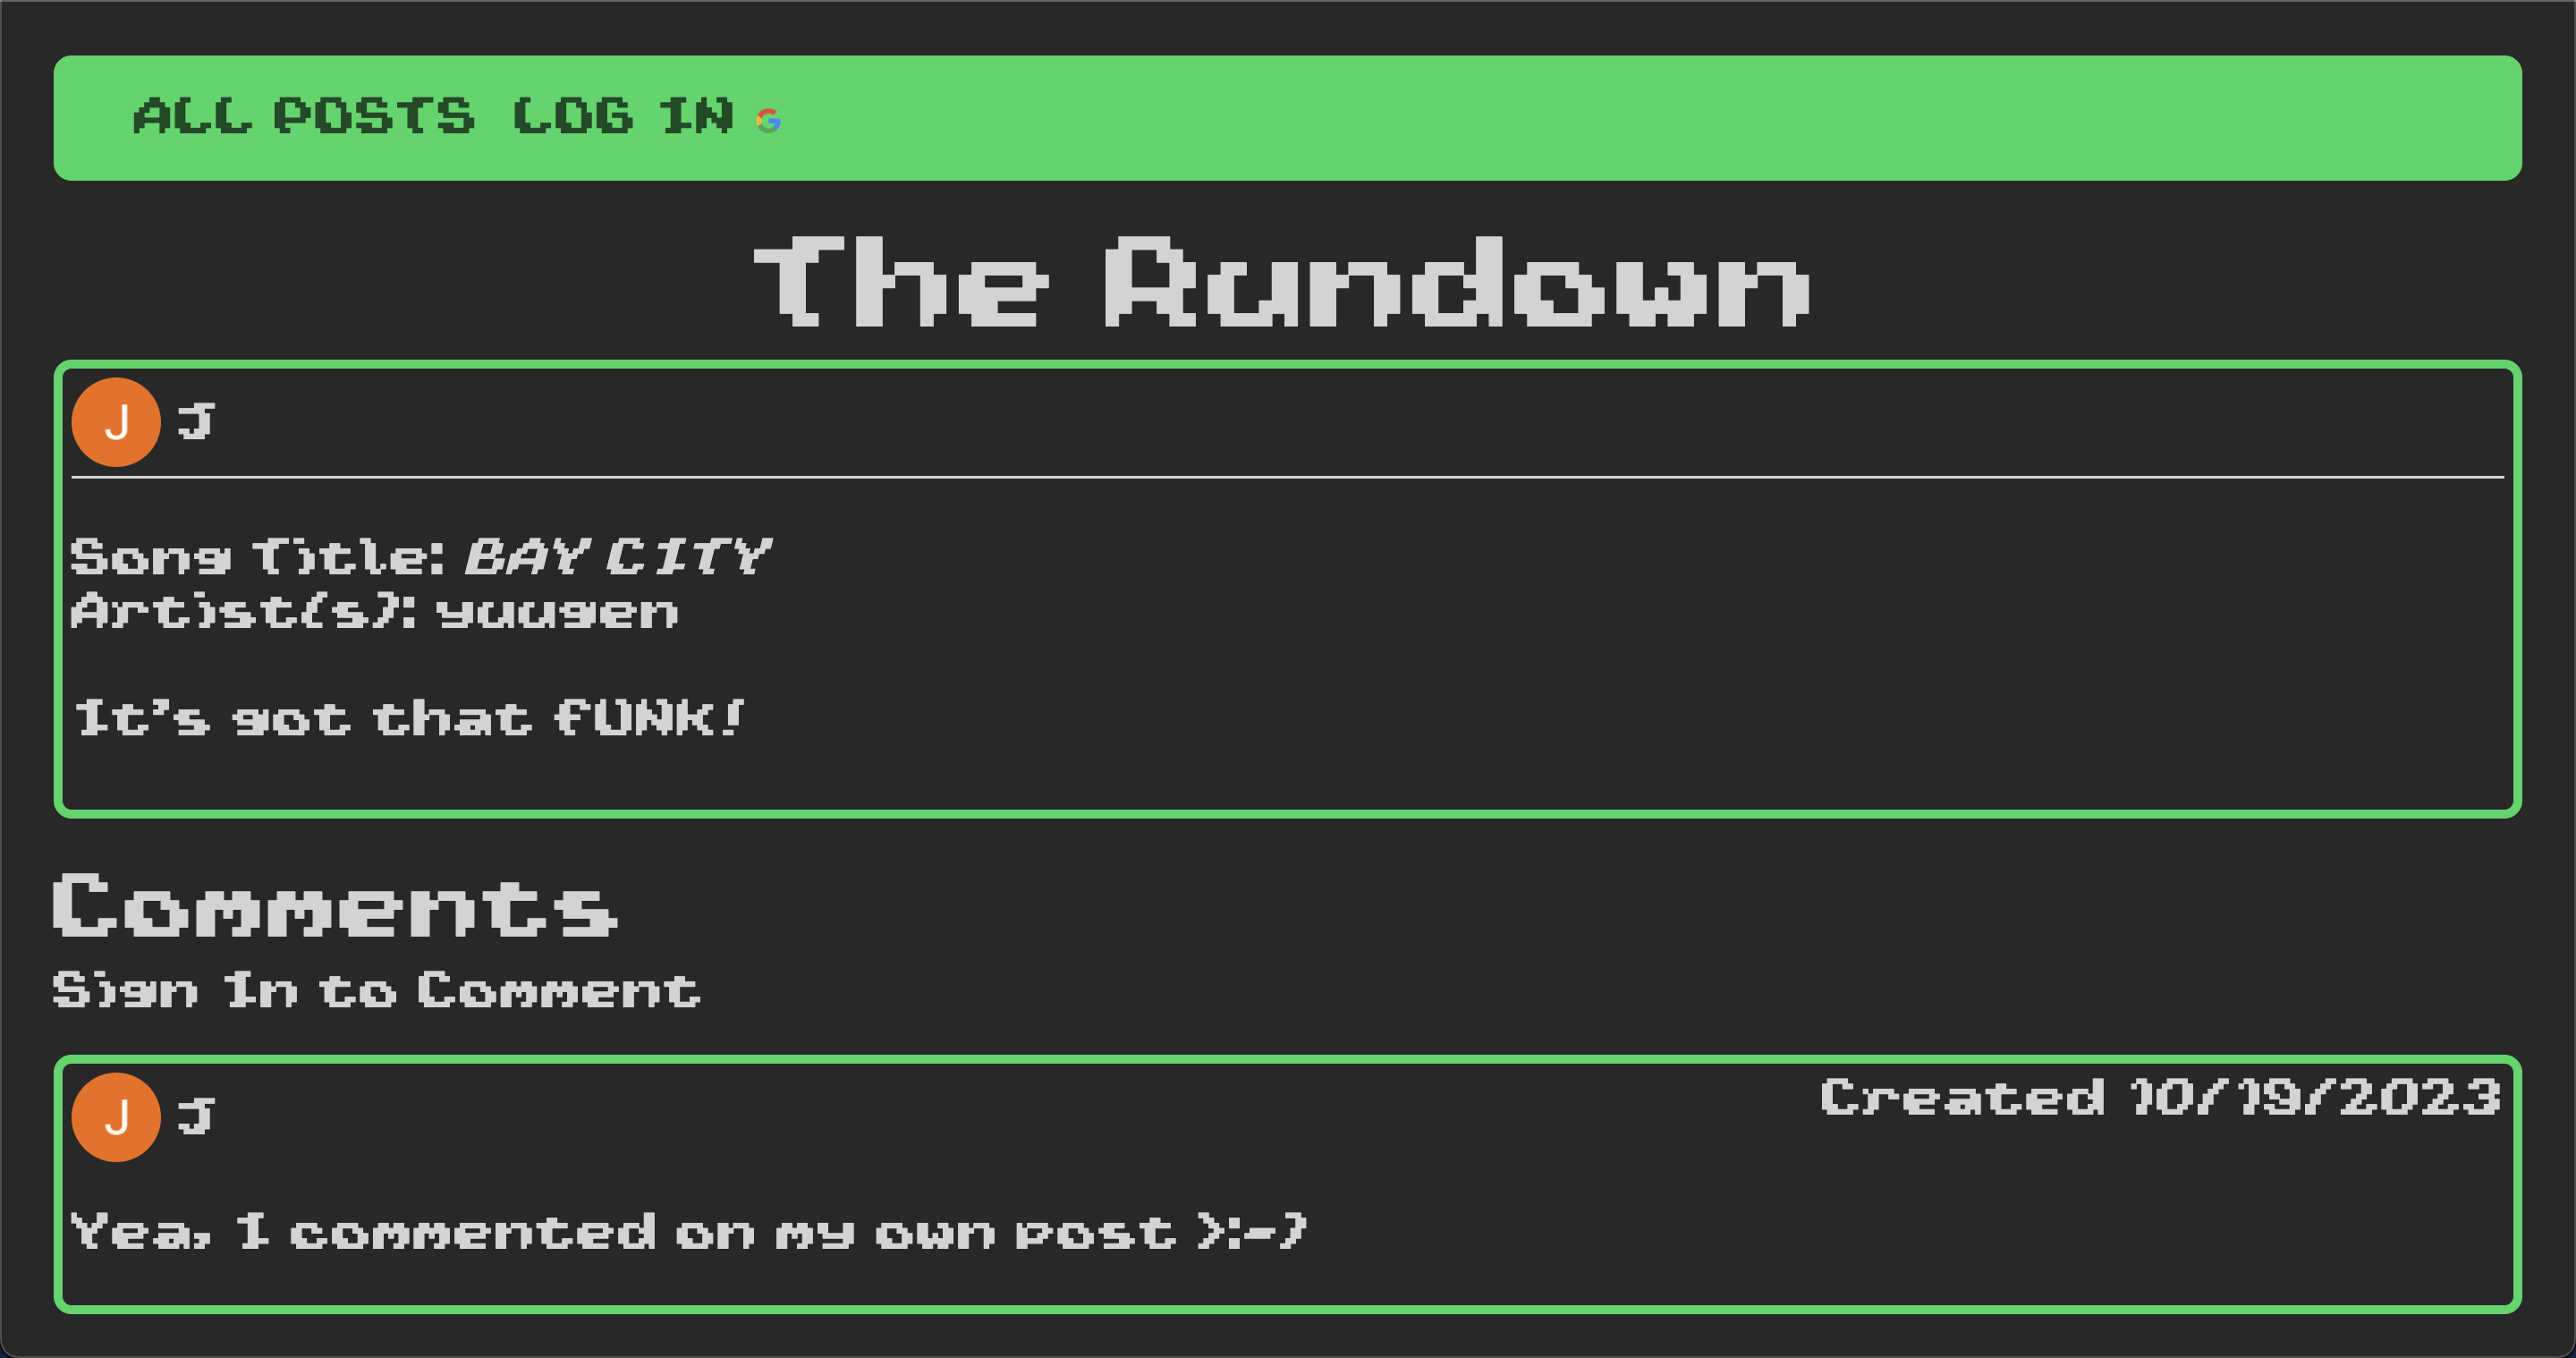 ALL POSTS LOG IN
The Rundown
J J
Song Title: BAY CITY
Artist(s): yuugen
It's got that fUNK!
Comments
Sign In to Comment
J J Created 10/19/2023
Yea, I commented on my own post >:-)